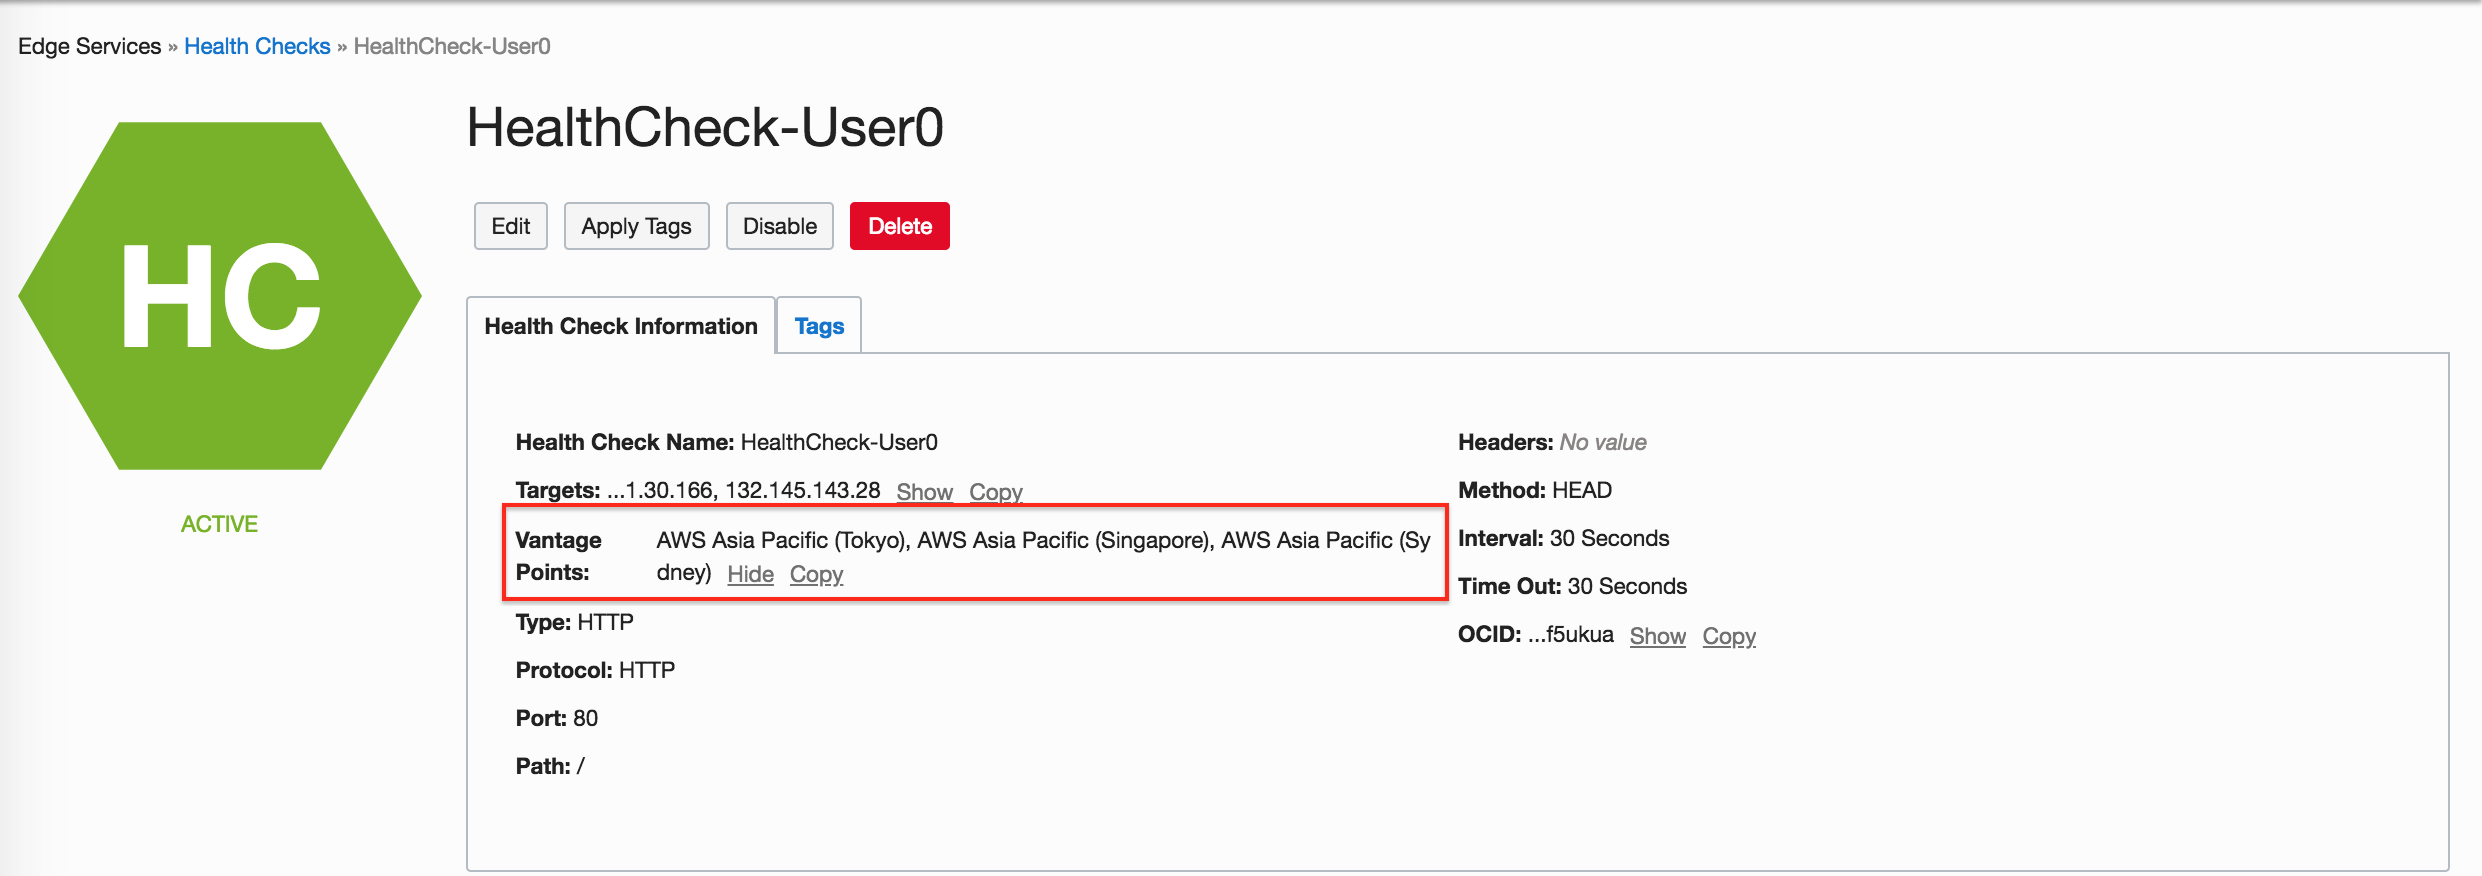 Edge Services » Health Checks » HealthCheck-User0
HC
ACTIVE
HealthCheck-User0
Edit Apply Tags Disable Delete
Health Check Information Tags
Health Check Name: HealthCheck-User0
Targets: ...1.30.166, 132.145.143.28 Show Copy
Vantage Points: AWS Asia Pacific (Tokyo), AWS Asia Pacific (Singapore), AWS Asia Pacific (Sy
dney) Hide Copy
Type: HTTP
Protocol: HTTP
Port: 80
Path: /
Headers: No value
Method: HEAD
Interval: 30 Seconds
Time Out: 30 Seconds
OCID: ...f5ukua Show Copy